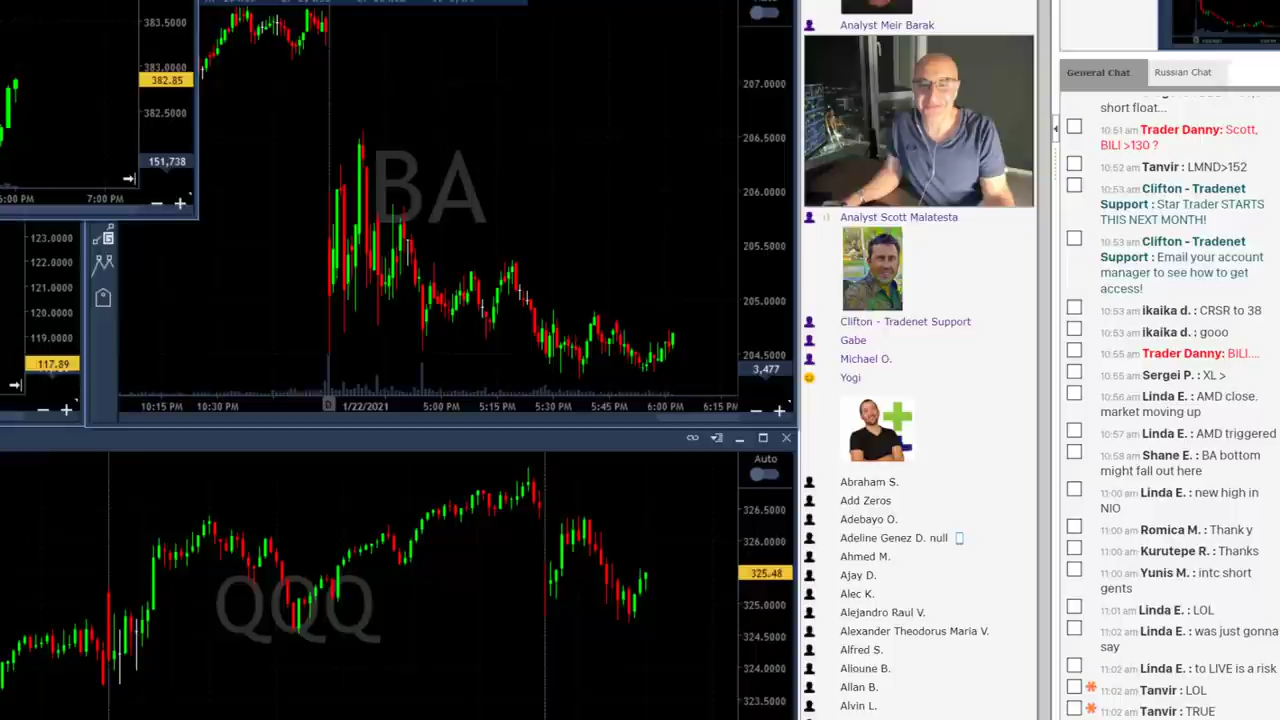 383.5000
383.0000
382.85
382.5000
151,738
6:00 PM
7:00 PM
123.0000
122.0000
121.0000
120.0000
119.0000
117.89
Auto
207.0000
206.5000
206.0000
205.5000
205.0000
204.5000
3,477
BA
10:15 PM
10:30 PM
D
1/22/2021
5:00 PM
5:15 PM
5:30 PM
5:45 PM
6:00 PM
6:15 PM
Auto
326.5000
326.0000
325.48
325.0000
324.5000
324.0000
323.5000
QQQ
Analyst Meir Barak
Analyst Scott Malatesta
Clifton - Tradenet Support
Gabe
Michael O.
Yogi
Abraham S.
Add Zeros
Adebayo O.
Adeline Genez D. null
Ahmed M.
Ajay D.
Alec K.
Alejandro Raul V.
Alexander Theodorus Maria V.
Alfred S.
Alioune B.
Allan B.
Alvin L.
General Chat
Russian Chat
short float...
10:51 am Trader Danny: Scott,
BILI >130 ?
10:52 am Tanvir : LMND>152
10:53 am Clifton - Tradenet
Support : Star Trader STARTS
THIS NEXT MONTH!
10:53 am Clifton - Tradenet
Support : Email your account
manager to see how to get
access!
10:53 am ikaika d. : CRSR to 38
10:53 am ikaika d. : gooo
10:55 am Trader Danny: BILI....
10:55 am Sergei P. : XL >
10:56 am Linda E. : AMD close.
market moving up
10:57 am Linda E. : AMD triggered
10:58 am Shane E. : BA bottom
might fall out here
11:00 am Linda E. : new high in
NIO
11:00 am Romica M. : Thank y
11:00 am Kurutepe R. : Thanks
11:00 am Yunis M. : intc short
gents
11:01 am Linda E. : LOL
11:02 am Linda E. : was just gonna
say
11:02 am Linda E. : to LIVE is a risk
11:02 am Tanvir : LOL
11:02 am Tanvir : TRUE